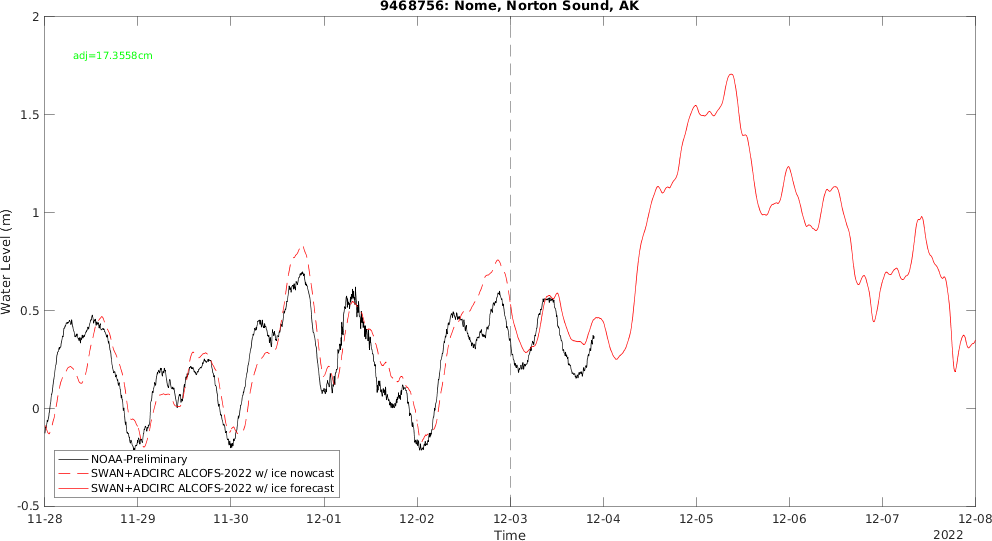 9468756: Nome, Norton Sound, AK
adj=17.3558cm
Water Level (m)
2
1.5
1
0.5
0
-0.5
NOAA-Preliminary
SWAN+ADCIRC ALCOFS-2022 w/ ice nowcast
SWAN+ADCIRC ALCOFS-2022 w/ ice forecast
11-28 11-29 11-30 12-01 12-02 12-03 12-04 12-05 12-06 12-07 12-08
Time
2022